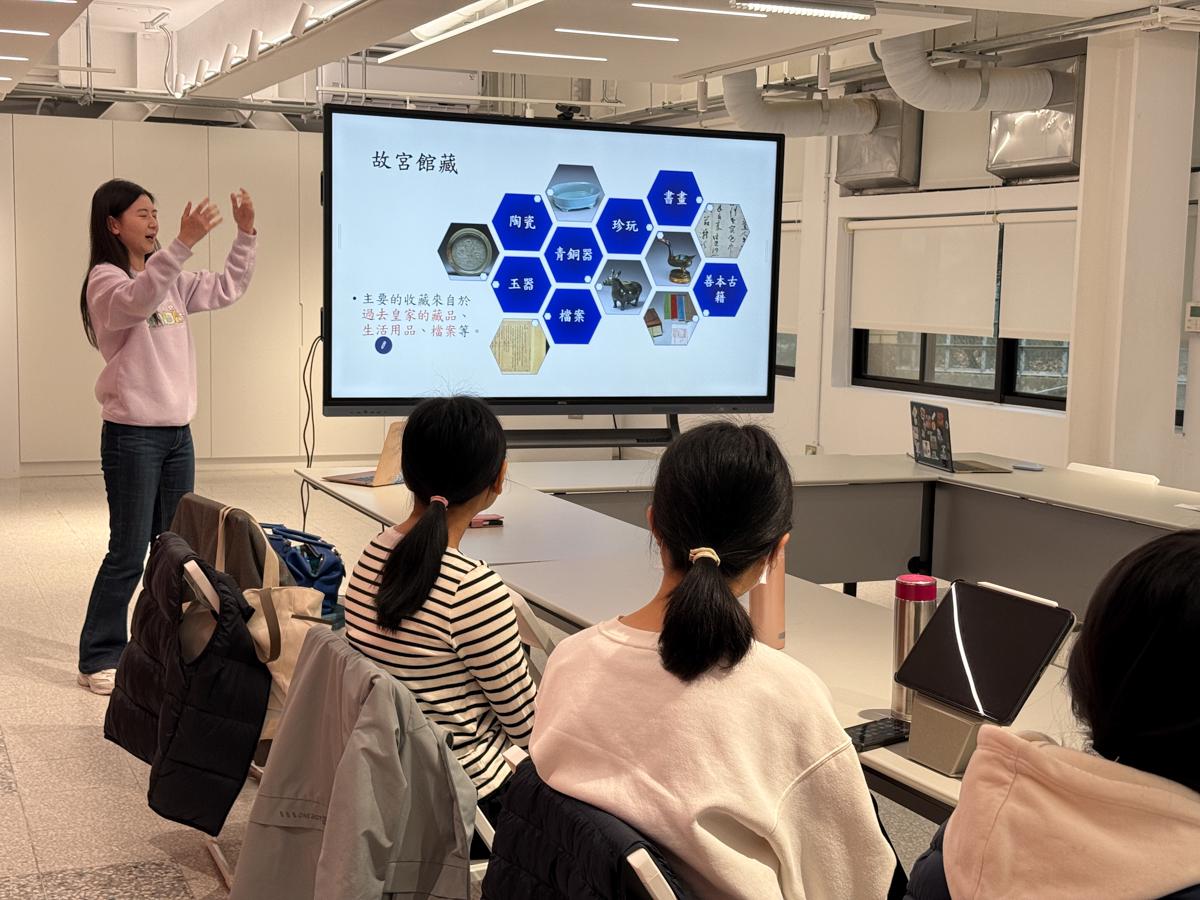 故宮館藏
書畫
陶瓷
珍玩
青銅器
玉器
善本古
籍
檔案
• 主要的收藏來自於
過去皇家的藏品、
生活用品、檔案等。